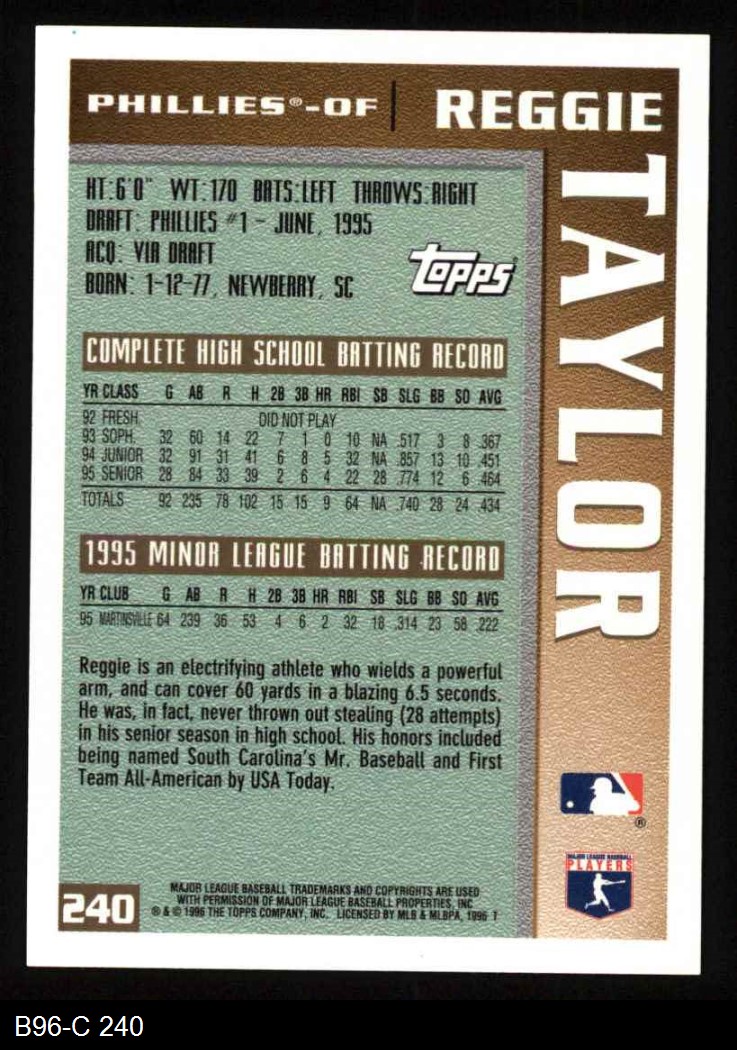 PHILLIES®-OF | REGGIE
TAYLOR
HT: 6'0" WT: 170 BATS: LEFT THROWS: RIGHT
DRAFT: PHILLIES #1 – JUNE, 1995
ACQ: VIA DRAFT
BORN: 1-12-77, NEWBERRY, SC
TOPPS®
COMPLETE HIGH SCHOOL BATTING RECORD
YR CLASS G AB R H 2B 3B HR RBI SB SLG BB SO AVG
92 FRESH. DID NOT PLAY
93 SOPH. 32 60 14 22 7 1 0 10 NA .517 3 8 .367
94 JUNIOR 32 91 31 41 6 8 5 32 NA .857 13 10 .451
95 SENIOR 28 84 33 39 2 6 4 22 28 .774 12 6 .464
TOTALS 92 235 78 102 15 15 9 64 NA .740 28 24 .434
1995 MINOR LEAGUE BATTING RECORD
YR CLUB G AB R H 2B 3B HR RBI SB SLG BB SO AVG
95 MARTINSVILLE 64 239 36 53 4 6 2 32 18 .314 23 58 .222
Reggie is an electrifying athlete who wields a powerful
arm, and can cover 60 yards in a blazing 6.5 seconds.
He was, in fact, never thrown out stealing (28 attempts)
in his senior season in high school. His honors included
being named South Carolina's Mr. Baseball and First
Team All-American by USA Today.
®
MAJOR LEAGUE BASEBALL
PLAYERS
240
MAJOR LEAGUE BASEBALL TRADEMARKS AND COPYRIGHTS ARE USED
WITH PERMISSION OF MAJOR LEAGUE BASEBALL PROPERTIES, INC.
® & © 1996 THE TOPPS COMPANY, INC. LICENSED BY MLB & MLBPA, 1996 T
B96-C 240